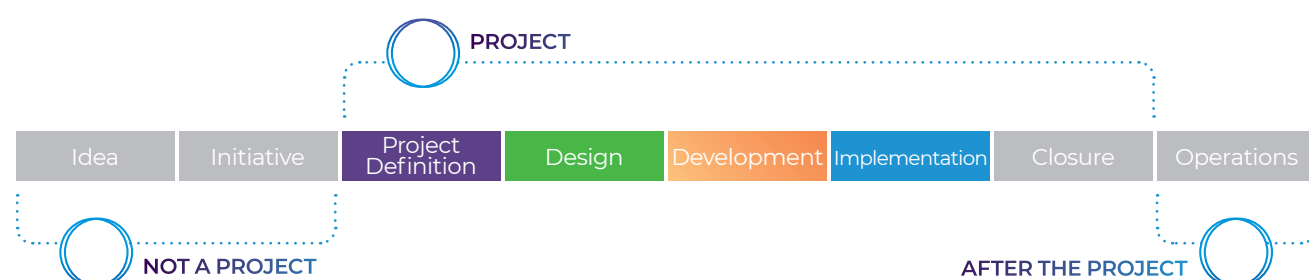 PROJECT
Idea
Initiative
Project
Definition
Design
Development
Implementation
Closure
Operations
NOT A PROJECT
AFTER THE PROJECT